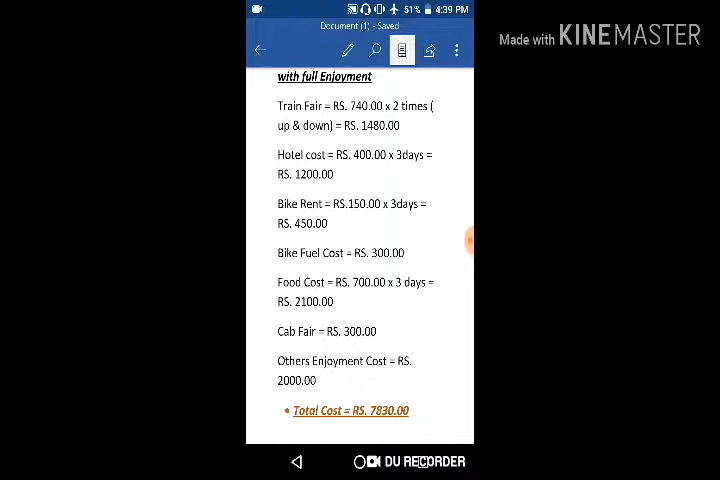 51% 4:39 PM
Document (1) - Saved
Made with KINEMASTER
with full Enjoyment
Train Fair = RS. 740.00 x 2 times (
up & down) = RS. 1480.00
Hotel cost = RS. 400.00 x 3days =
RS. 1200.00
Bike Rent = RS.150.00 x 3days =
RS. 450.00
Bike Fuel Cost = RS. 300.00
Food Cost = RS. 700.00 x 3 days =
RS. 2100.00
Cab Fair = RS. 300.00
Others Enjoyment Cost = RS.
2000.00
• Total Cost = RS. 7830.00
DU RECORDER